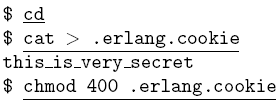 $ cd
$ cat > .erlang.cookie
this_is_very_secret
$ chmod 400 .erlang.cookie